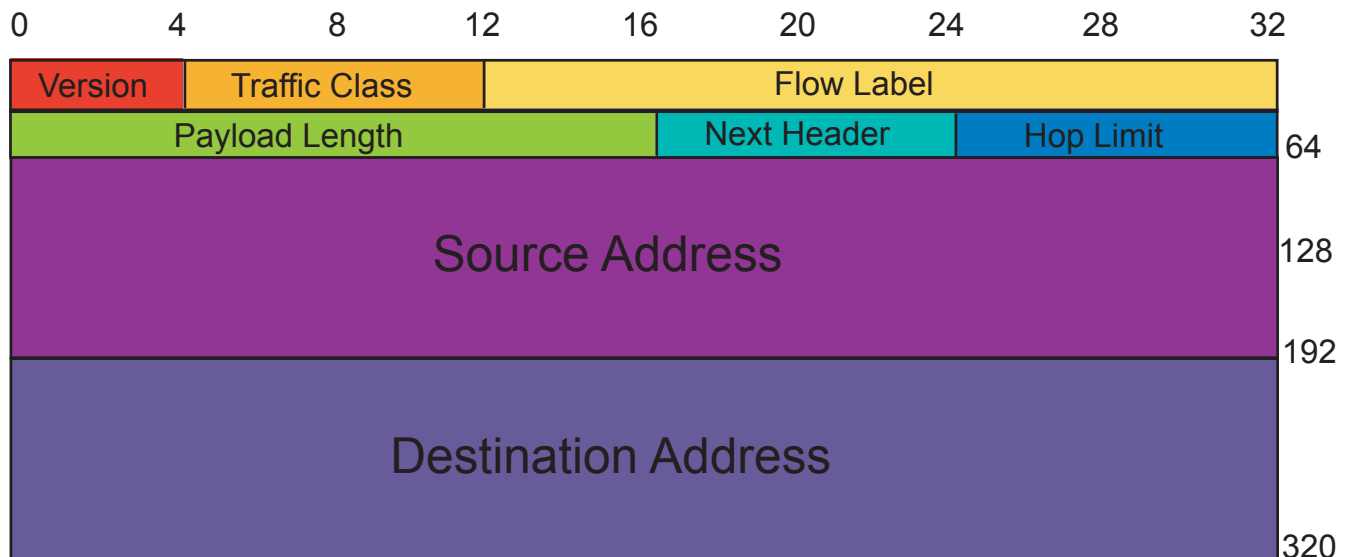 0 4 8 12 16 20 24 28 32
Version Traffic Class Flow Label
Payload Length Next Header Hop Limit 64
Source Address 128
192
Destination Address
320